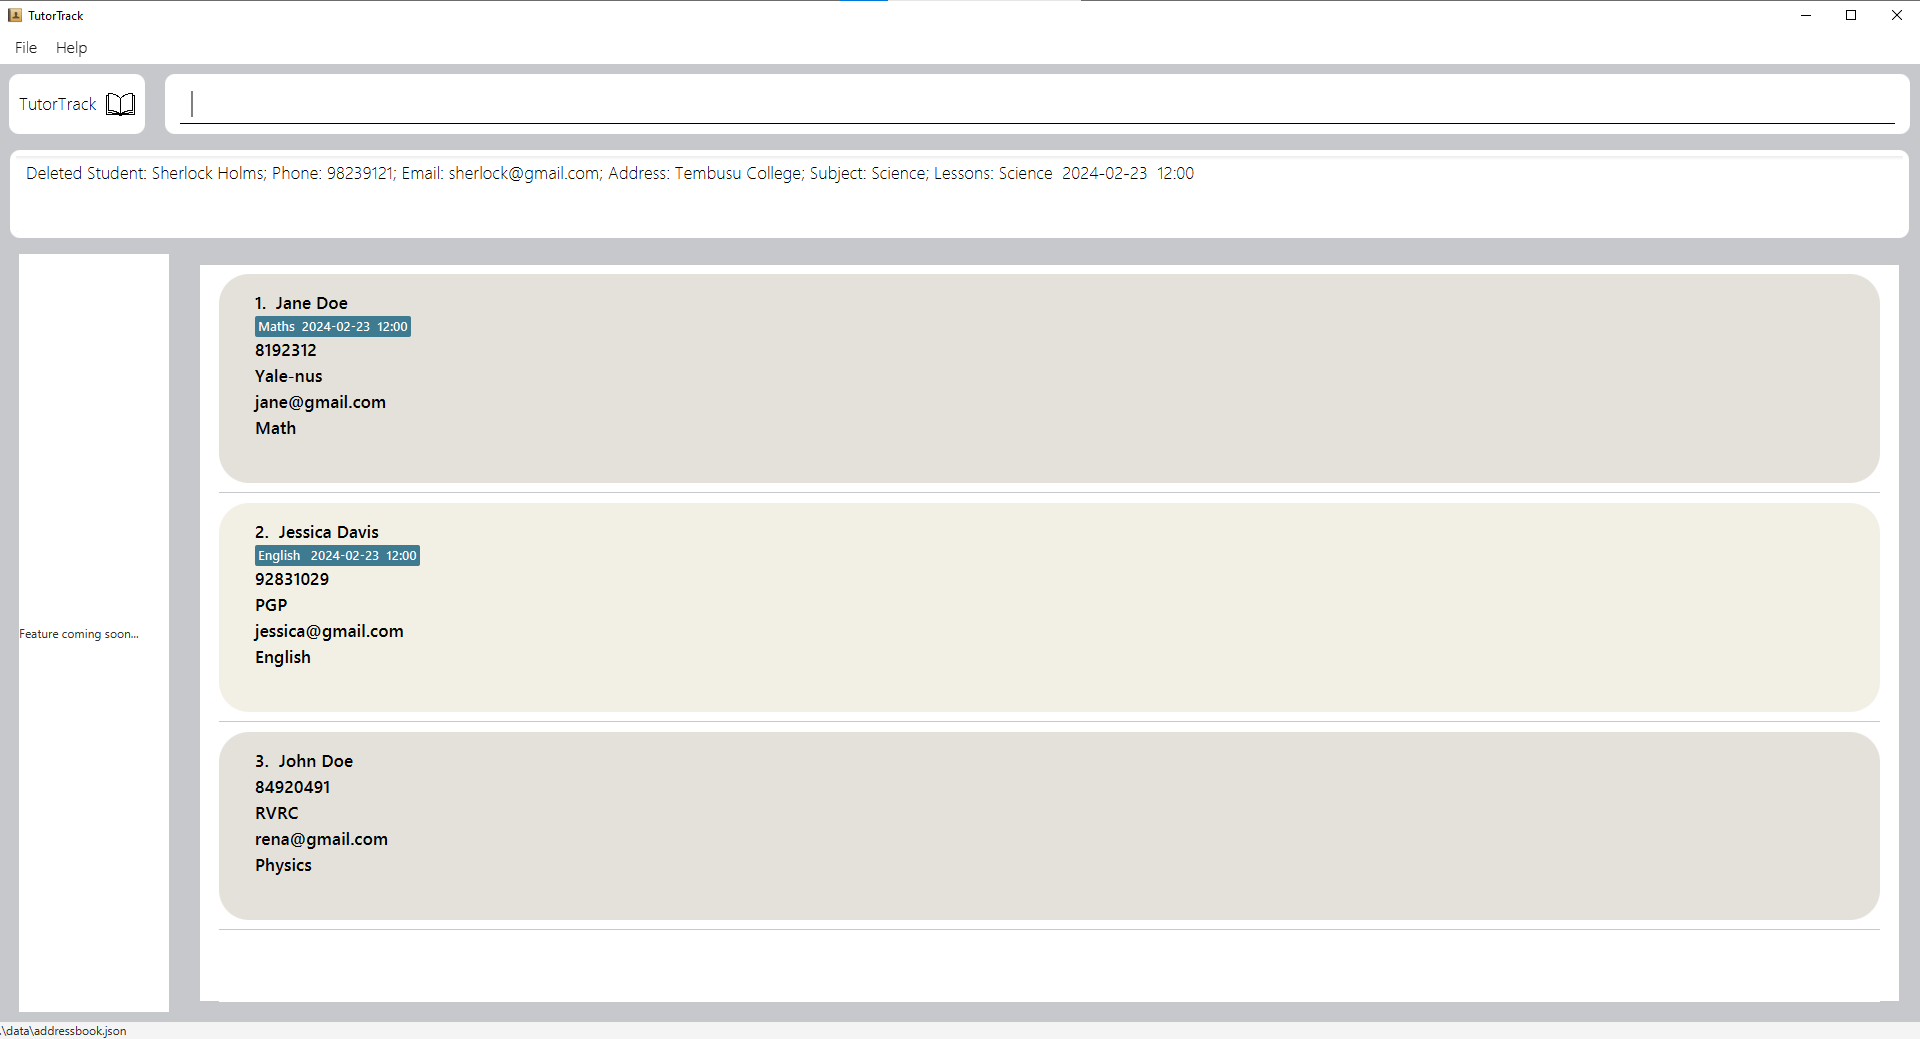 TutorTrack
File Help
TutorTrack
Deleted Student: Sherlock Holms; Phone: 98239121; Email: sherlock@gmail.com; Address: Tembusu College; Subject: Science; Lessons: Science 2024-02-23 12:00
1. Jane Doe
Maths 2024-02-23 12:00
8192312
Yale-nus
jane@gmail.com
Math
2. Jessica Davis
English 2024-02-23 12:00
92831029
PGP
jessica@gmail.com
English
Feature coming soon...
3. John Doe
84920491
RVRC
rena@gmail.com
Physics
.\data\addressbook.json